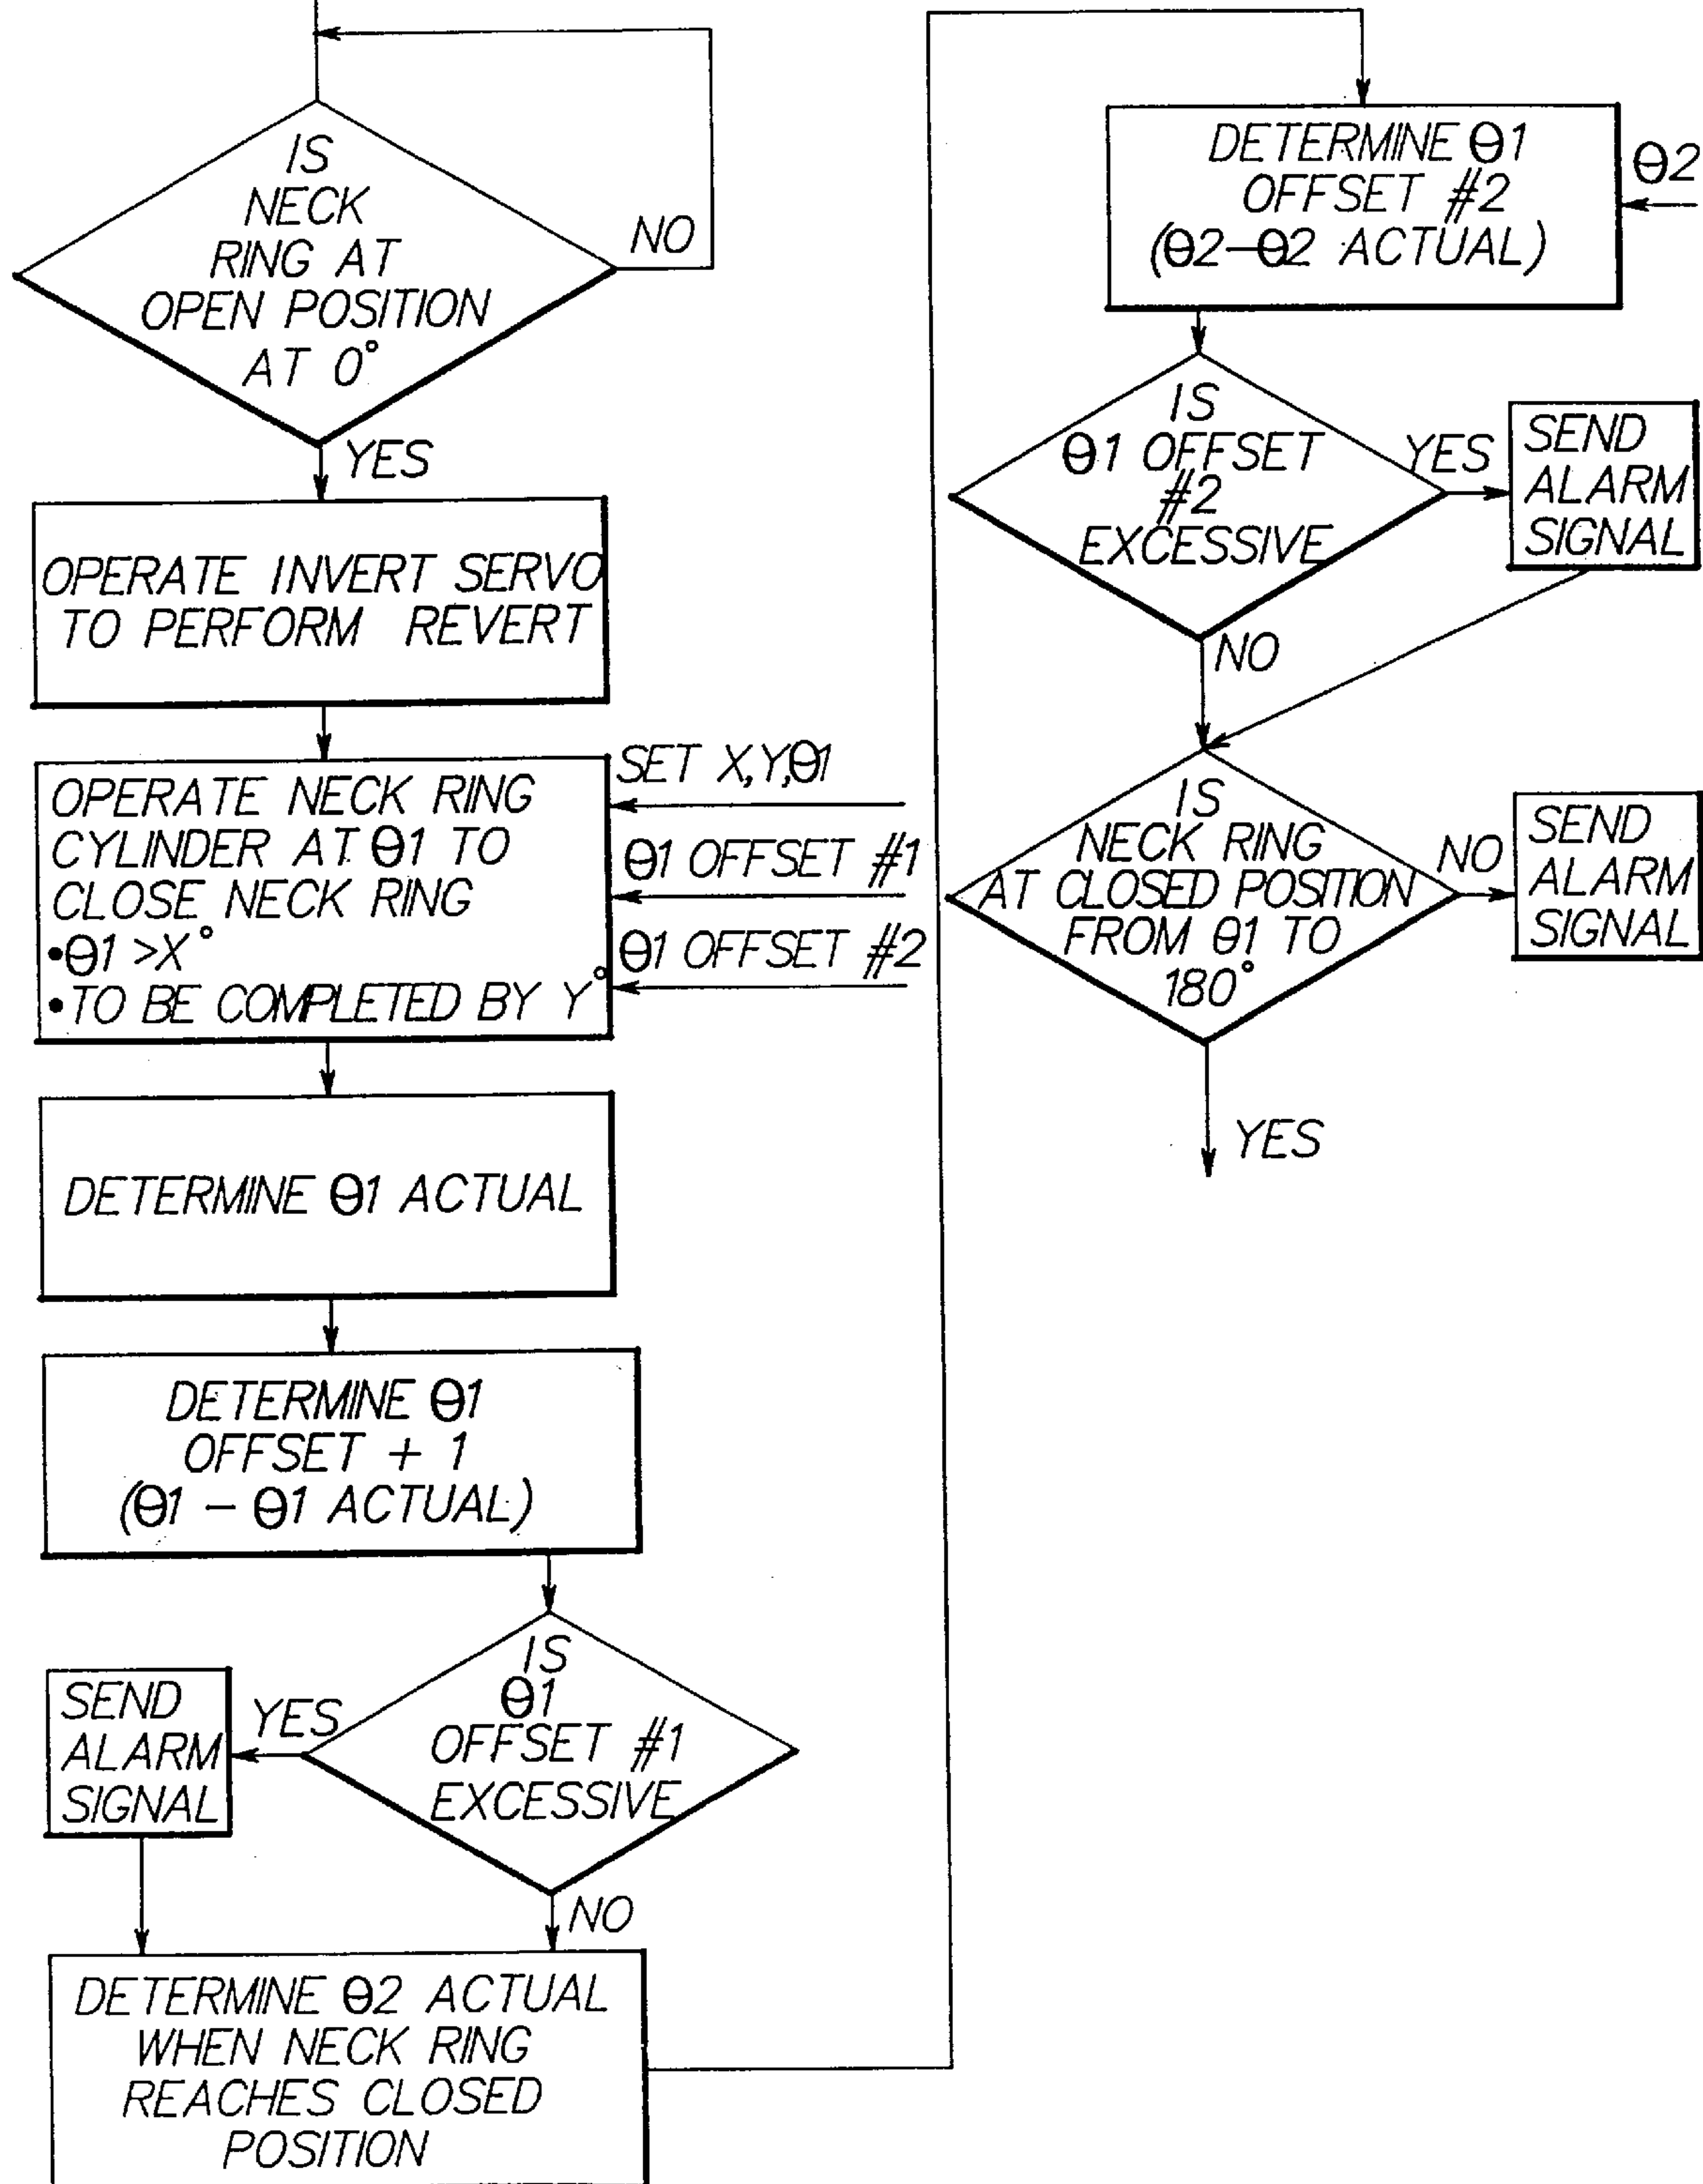 IS
NECK
RING AT
OPEN POSITION
AT 0°
NO
YES
OPERATE INVERT SERVO
TO PERFORM REVERT
OPERATE NECK RING
CYLINDER AT θ1 TO
CLOSE NECK RING
•θ1 >X°
•TO BE COMPLETED BY Y°
SET X,Y,θ1
θ1 OFFSET #1
θ1 OFFSET #2
DETERMINE θ1 ACTUAL
DETERMINE θ1
OFFSET + 1
(θ1 – θ1 ACTUAL)
IS
θ1
OFFSET #1
EXCESSIVE
YES
SEND
ALARM
SIGNAL
NO
DETERMINE θ2 ACTUAL
WHEN NECK RING
REACHES CLOSED
POSITION
DETERMINE θ1
OFFSET #2
(θ2–θ2 ACTUAL)
θ2
IS
θ1 OFFSET
#2
EXCESSIVE
YES
SEND
ALARM
SIGNAL
NO
IS
NECK RING
AT CLOSED POSITION
FROM θ1 TO
180°
NO
SEND
ALARM
SIGNAL
YES